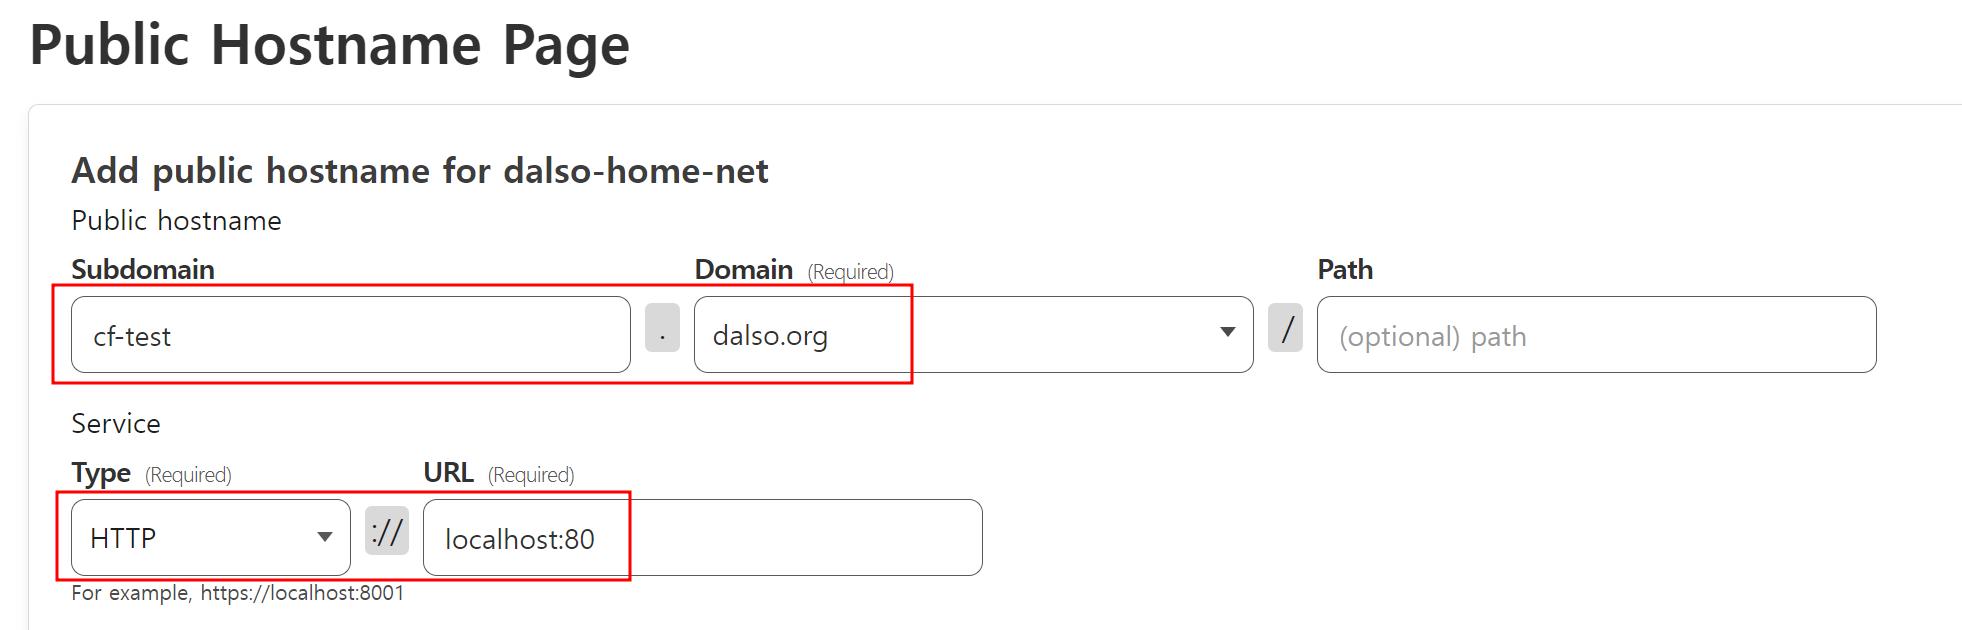 Public Hostname Page
Add public hostname for dalso-home-net
Public hostname
Subdomain Domain (Required) Path
cf-test . dalso.org / (optional) path
Service
Type (Required) URL (Required)
HTTP :// localhost:80
For example, https://localhost:8001